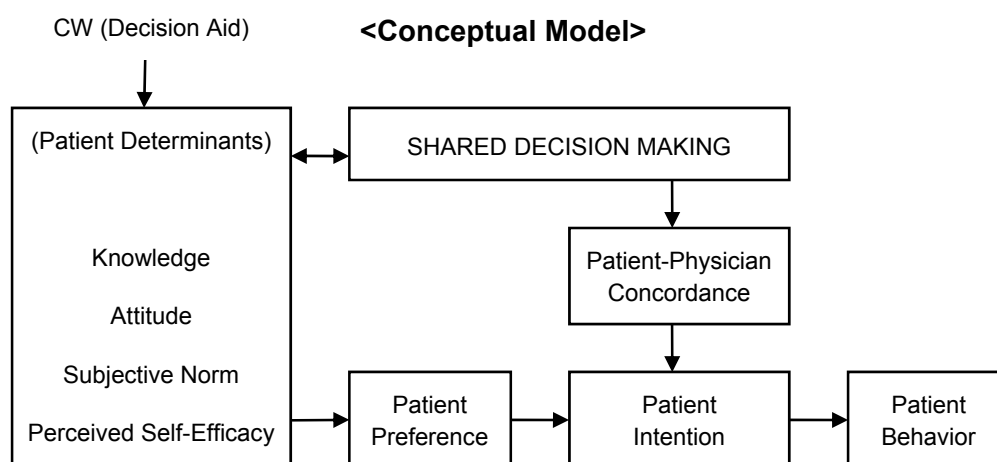 CW (Decision Aid)
<Conceptual Model>
(Patient Determinants)
SHARED DECISION MAKING
Knowledge
Patient-Physician
Concordance
Attitude
Subjective Norm
Perceived Self-Efficacy
Patient
Preference
Patient
Intention
Patient
Behavior